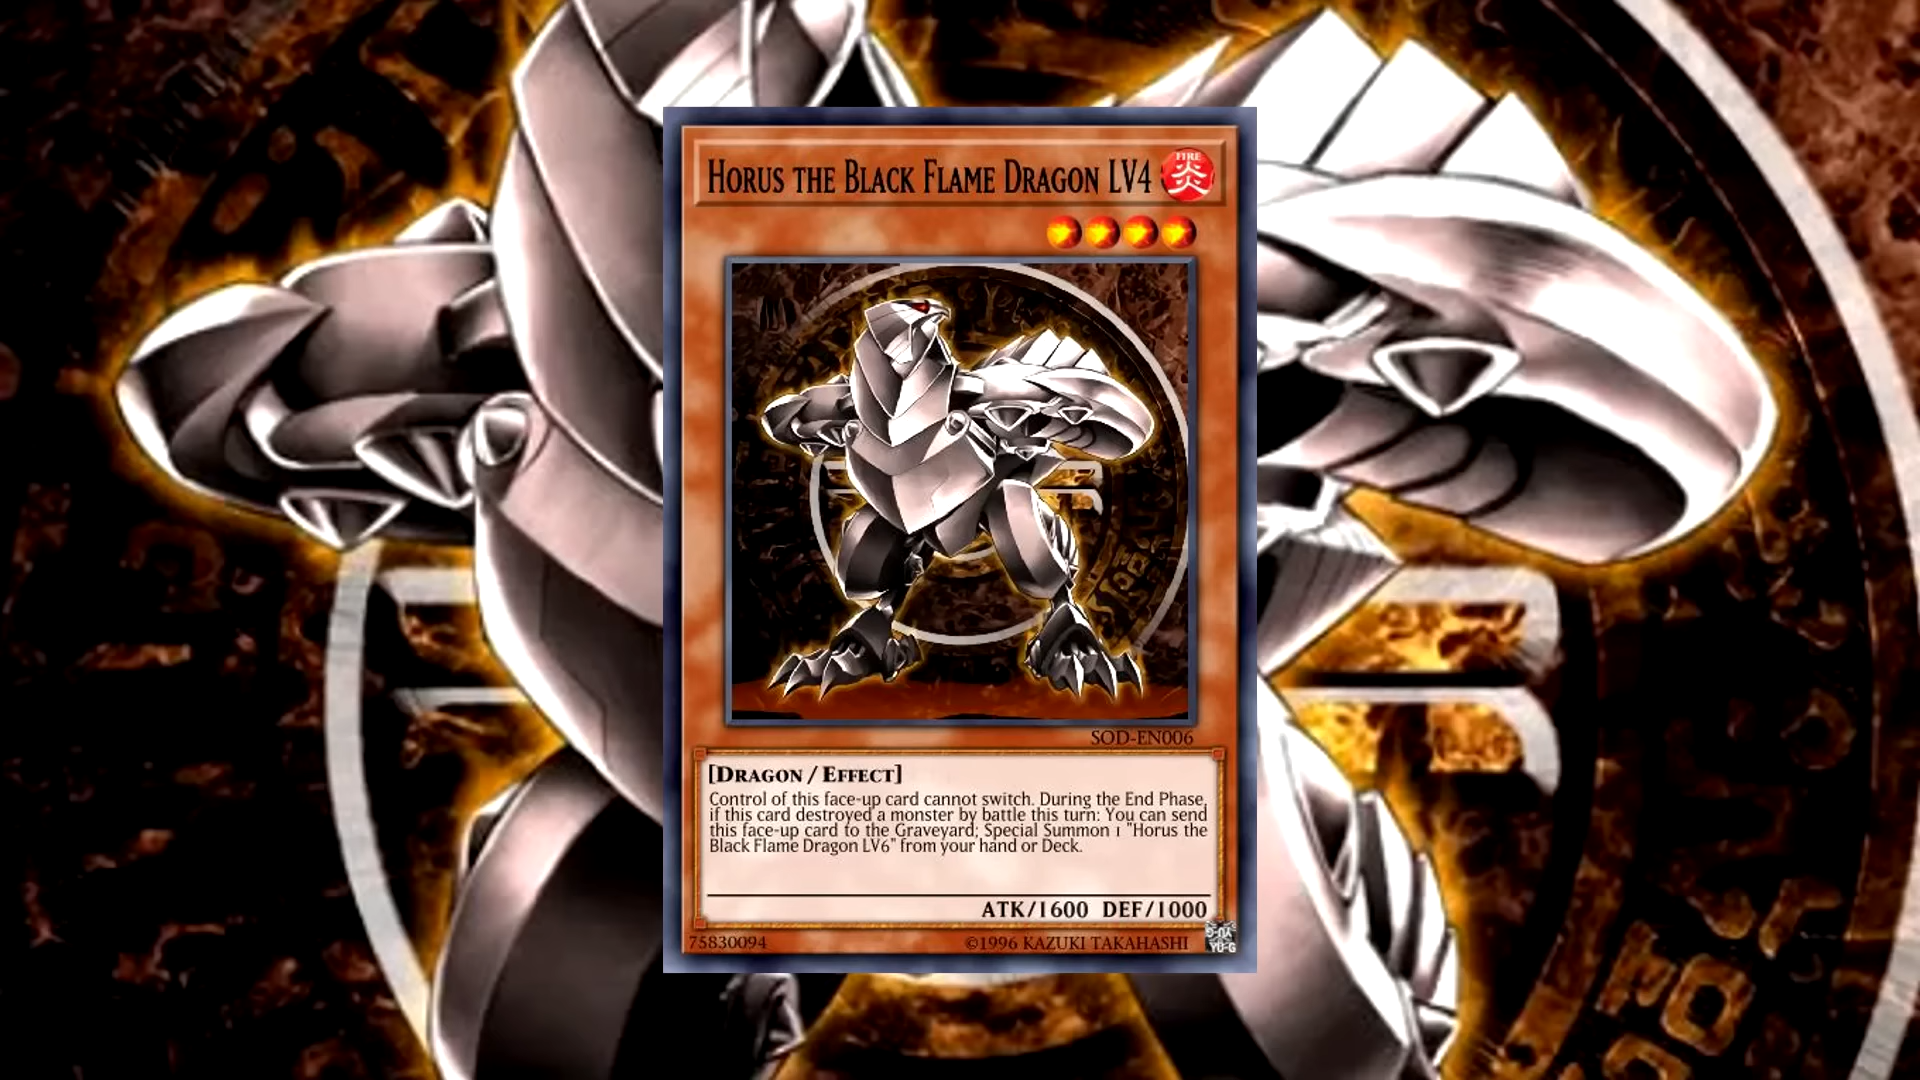 Horus the Black Flame Dragon LV4
FIRE
炎
SOD-EN006
[Dragon / Effect]
Control of this face-up card cannot switch. During the End Phase,
if this card destroyed a monster by battle this turn: You can send
this face-up card to the Graveyard; Special Summon 1 "Horus the
Black Flame Dragon LV6" from your hand or Deck.
ATK/1600 DEF/1000
75830094
©1996 KAZUKI TAKAHASHI